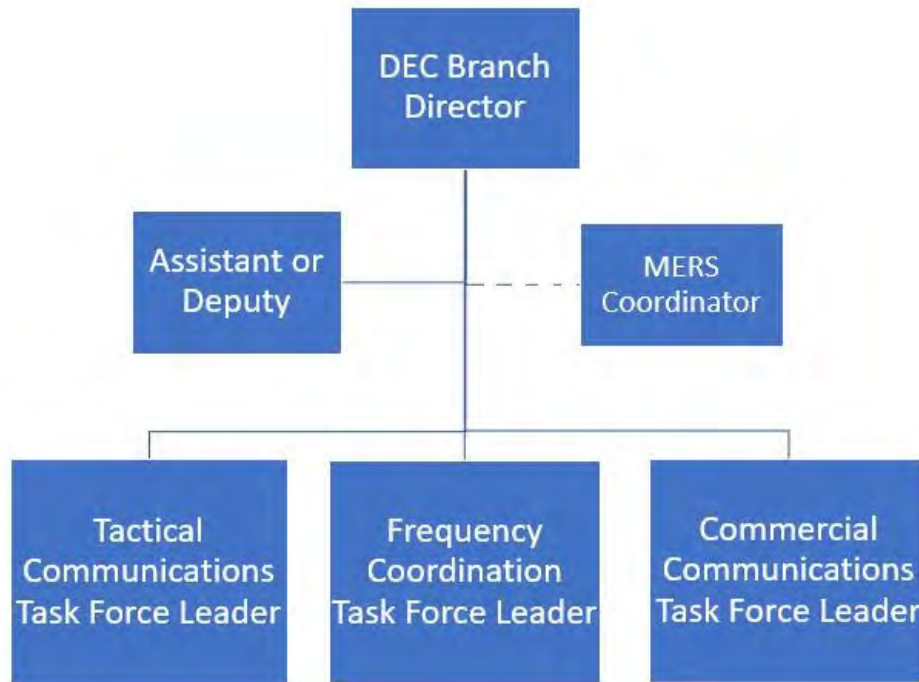 DEC Branch
Director
Assistant or
Deputy
MERS
Coordinator
Tactical
Communications
Task Force Leader
Frequency
Coordination
Task Force Leader
Commercial
Communications
Task Force Leader